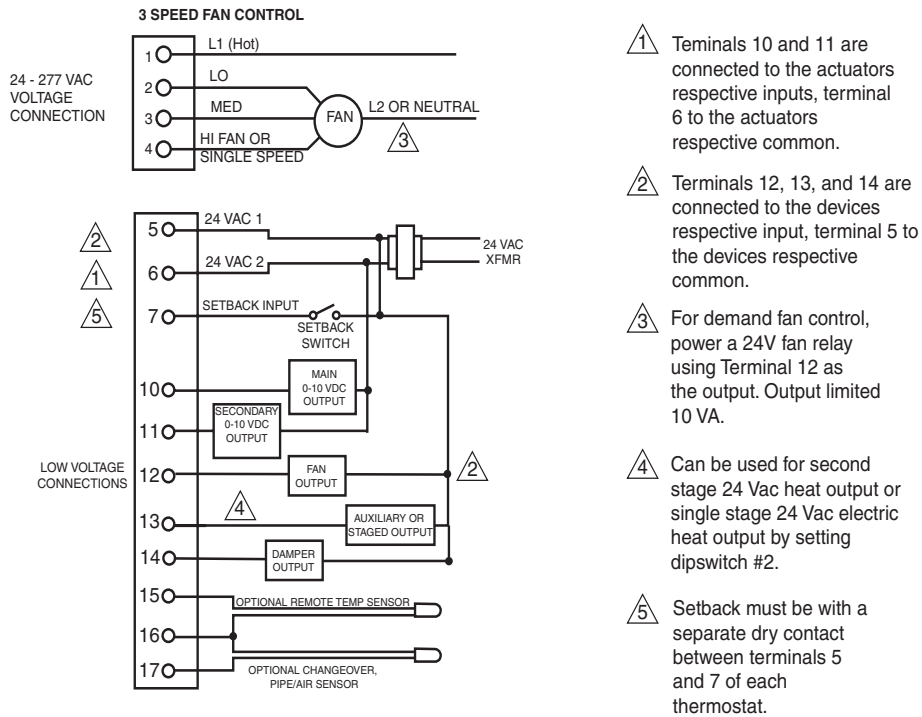 3 SPEED FAN CONTROL
24 - 277 VAC
VOLTAGE
CONNECTION
1
L1 (Hot)
2
LO
3
MED
4
HI FAN OR
SINGLE SPEED
FAN
L2 OR NEUTRAL
3
2
1
5
5
24 VAC 1
6
24 VAC 2
24 VAC
XFMR
7
SETBACK INPUT
SETBACK
SWITCH
10
MAIN
0-10 VDC
OUTPUT
11
SECONDARY
0-10 VDC
OUTPUT
LOW VOLTAGE
CONNECTIONS
12
FAN
OUTPUT
2
13
4
AUXILIARY OR
STAGED OUTPUT
14
DAMPER
OUTPUT
15
OPTIONAL REMOTE TEMP SENSOR
16
17
OPTIONAL CHANGEOVER,
PIPE/AIR SENSOR
1
Teminals 10 and 11 are
connected to the actuators
respective inputs, terminal
6 to the actuators
respective common.
2
Terminals 12, 13, and 14 are
connected to the devices
respective input, terminal 5 to
the devices respective
common.
3
For demand fan control,
power a 24V fan relay
using Terminal 12 as
the output. Output limited
10 VA.
4
Can be used for second
stage 24 Vac heat output or
single stage 24 Vac electric
heat output by setting
dipswitch #2.
5
Setback must be with a
separate dry contact
between terminals 5
and 7 of each
thermostat.